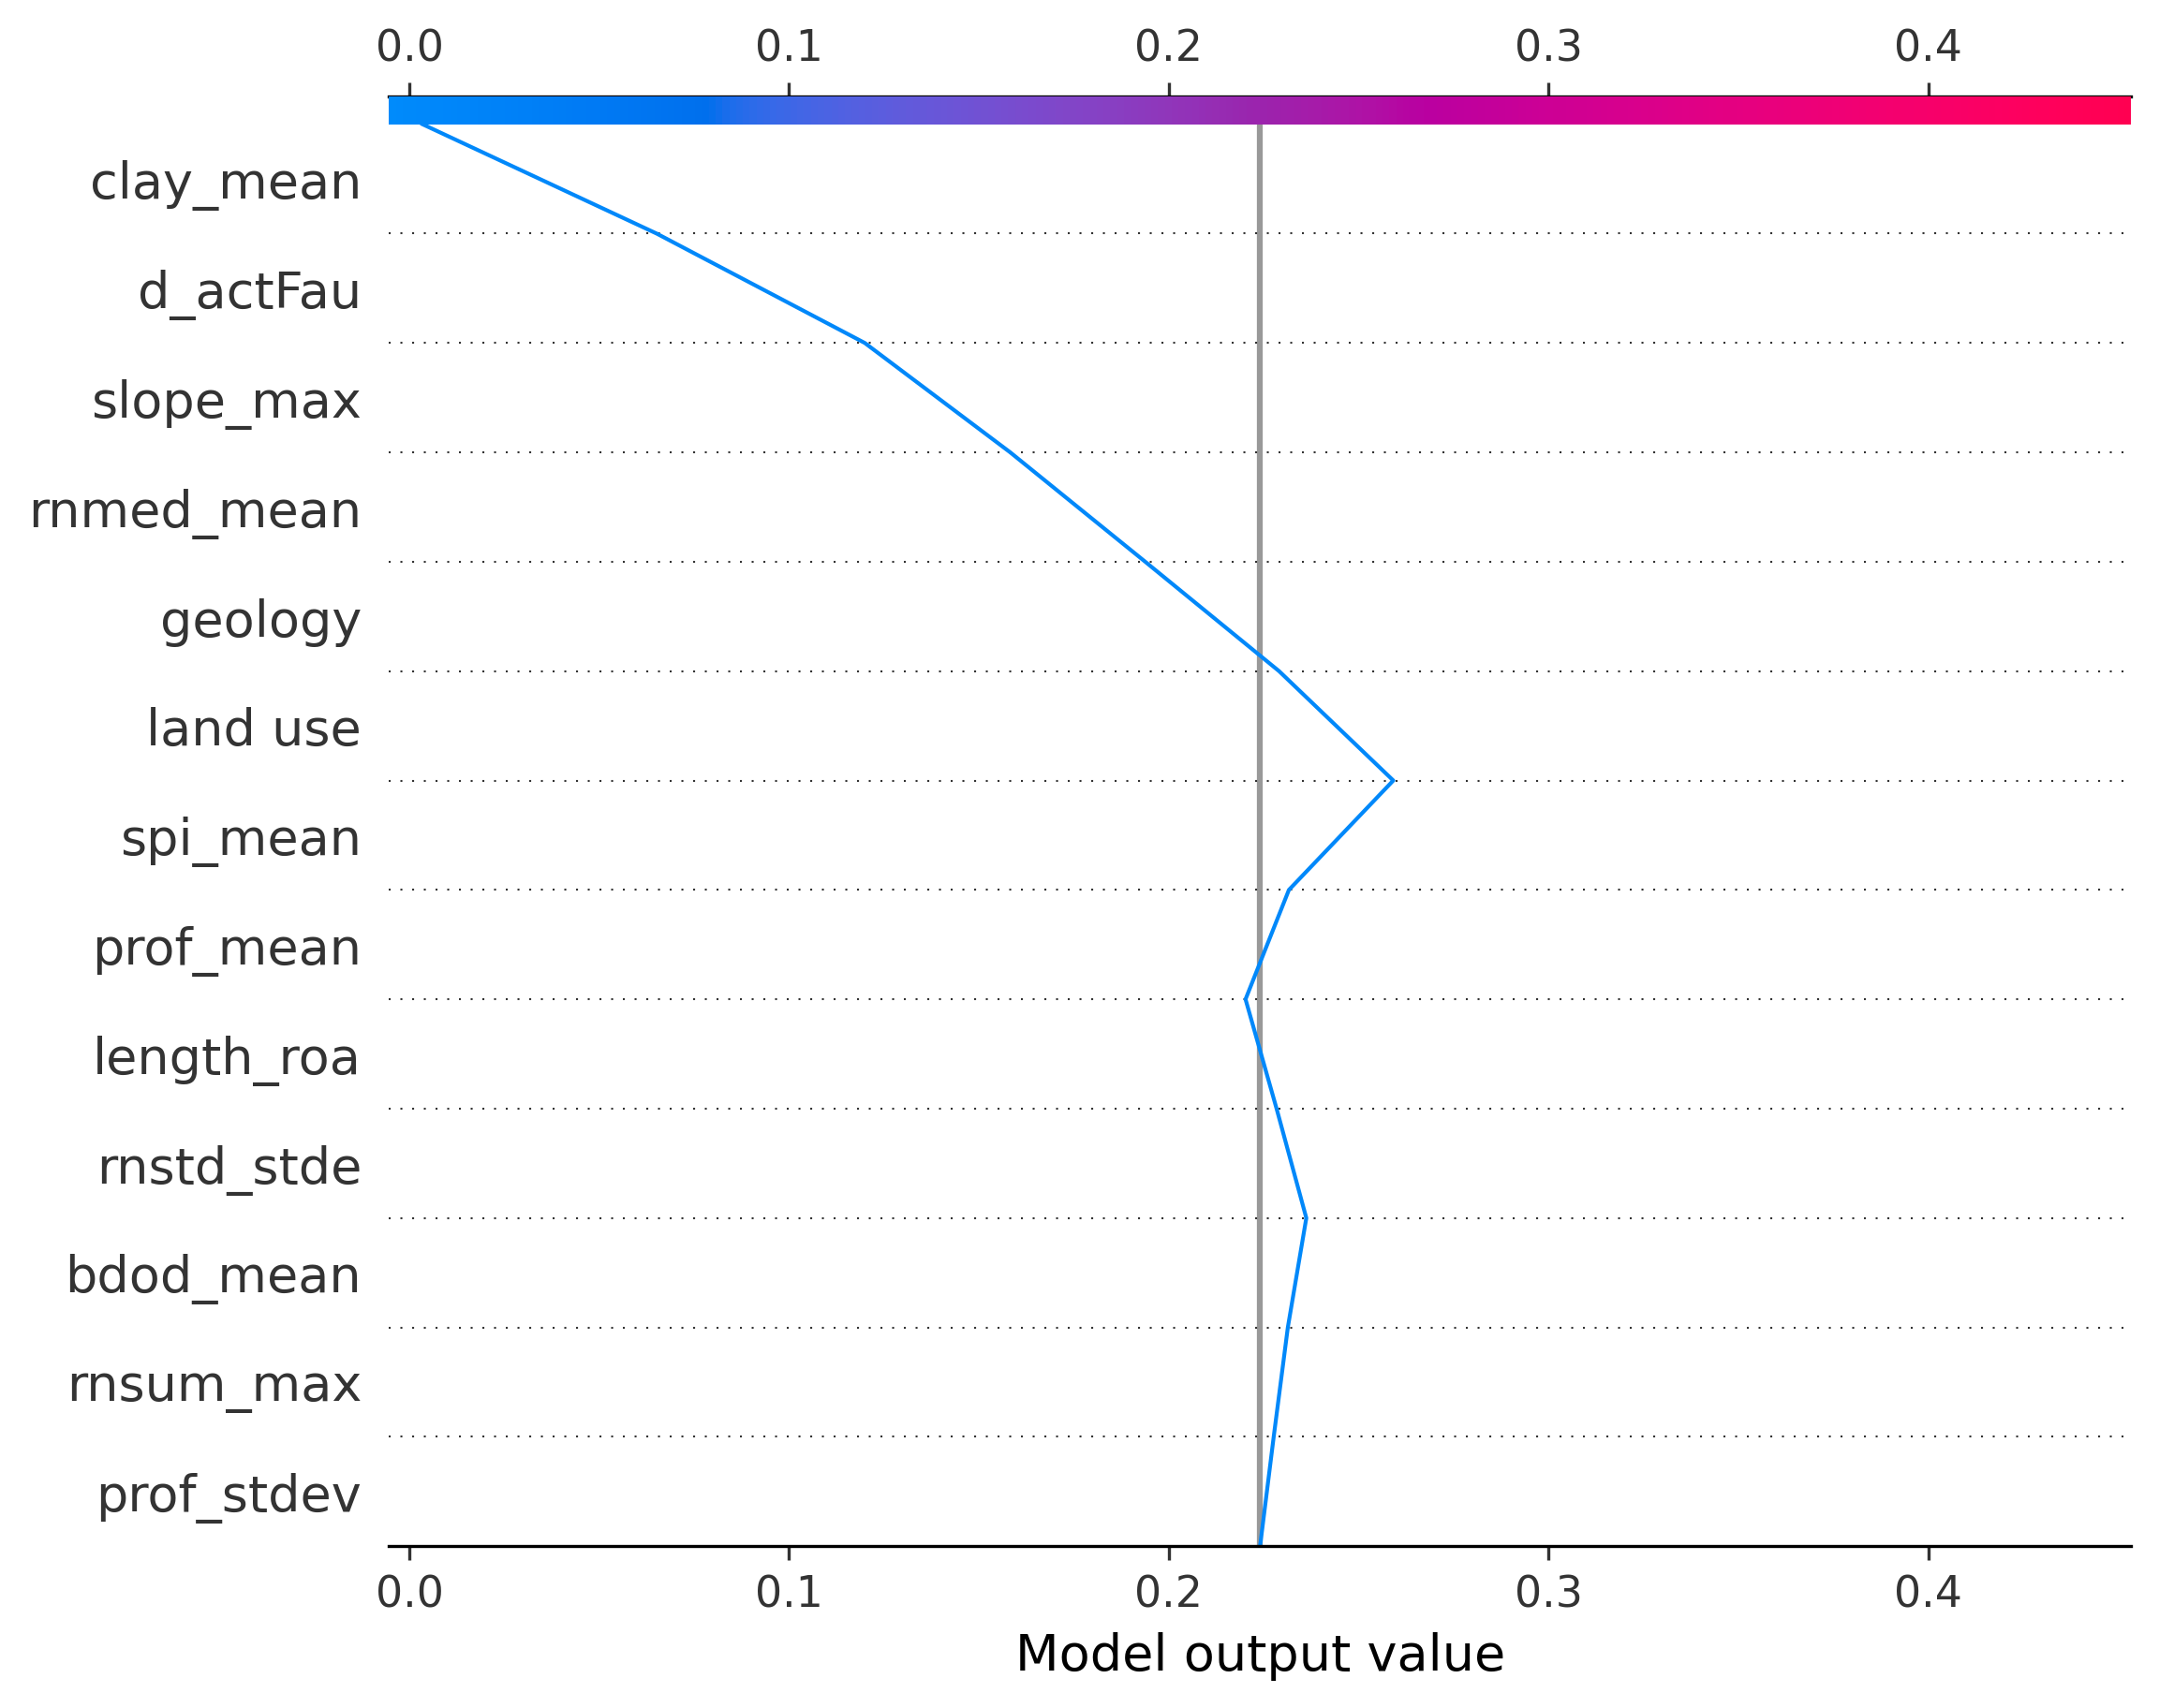 0.0 0.1 0.2 0.3 0.4
clay_mean
d_actFau
slope_max
rnmed_mean
geology
land use
spi_mean
prof_mean
length_roa
rnstd_stde
bdod_mean
rnsum_max
prof_stdev
0.0 0.1 0.2 0.3 0.4
Model output value